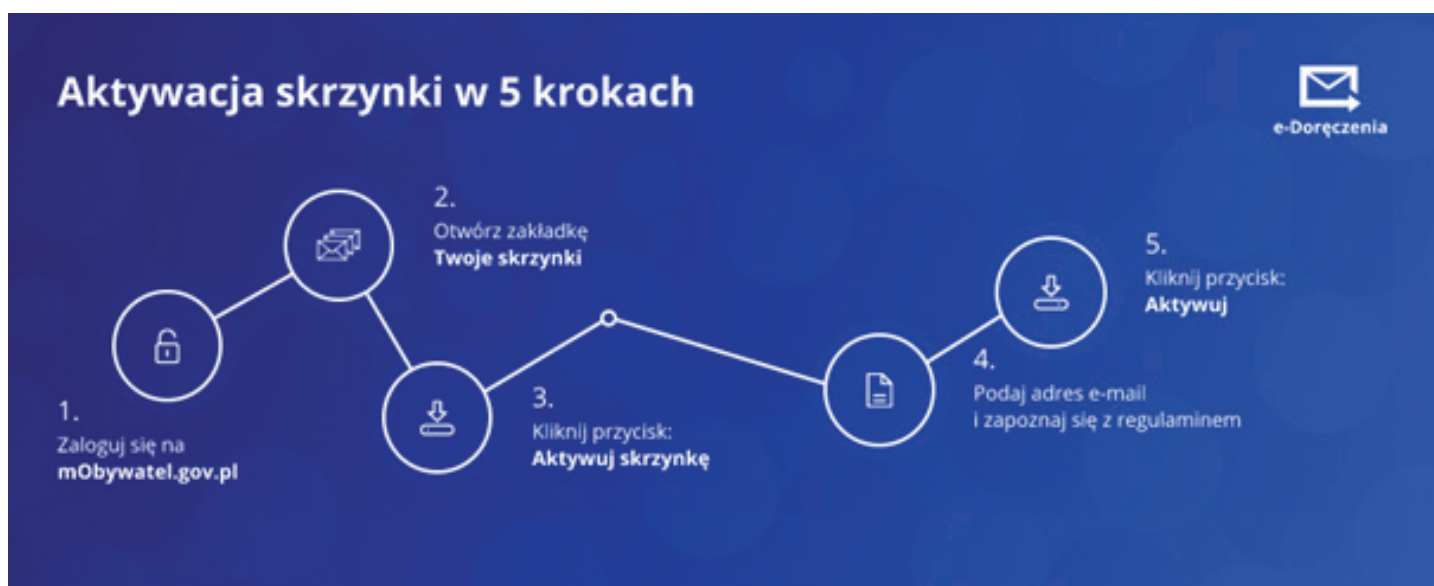 Aktywacja skrzynki w 5 krokach
e-Doręczenia
1.
Zaloguj się na
mObywatel.gov.pl
2.
Otwórz zakładkę
Twoje skrzynki
3.
Kliknij przycisk:
Aktywuj skrzynkę
4.
Podaj adres e-mail
i zapoznaj się z regulaminem
5.
Kliknij przycisk:
Aktywuj